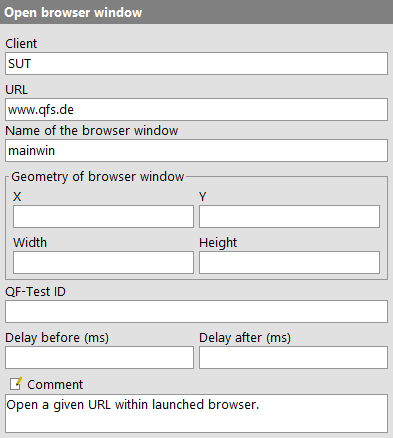 Open browser window
Client
SUT
URL
www.qfs.de
Name of the browser window
mainwin
Geometry of browser window
X Y
Width Height
QF-Test ID
Delay before (ms) Delay after (ms)
Comment
Open a given URL within launched browser.